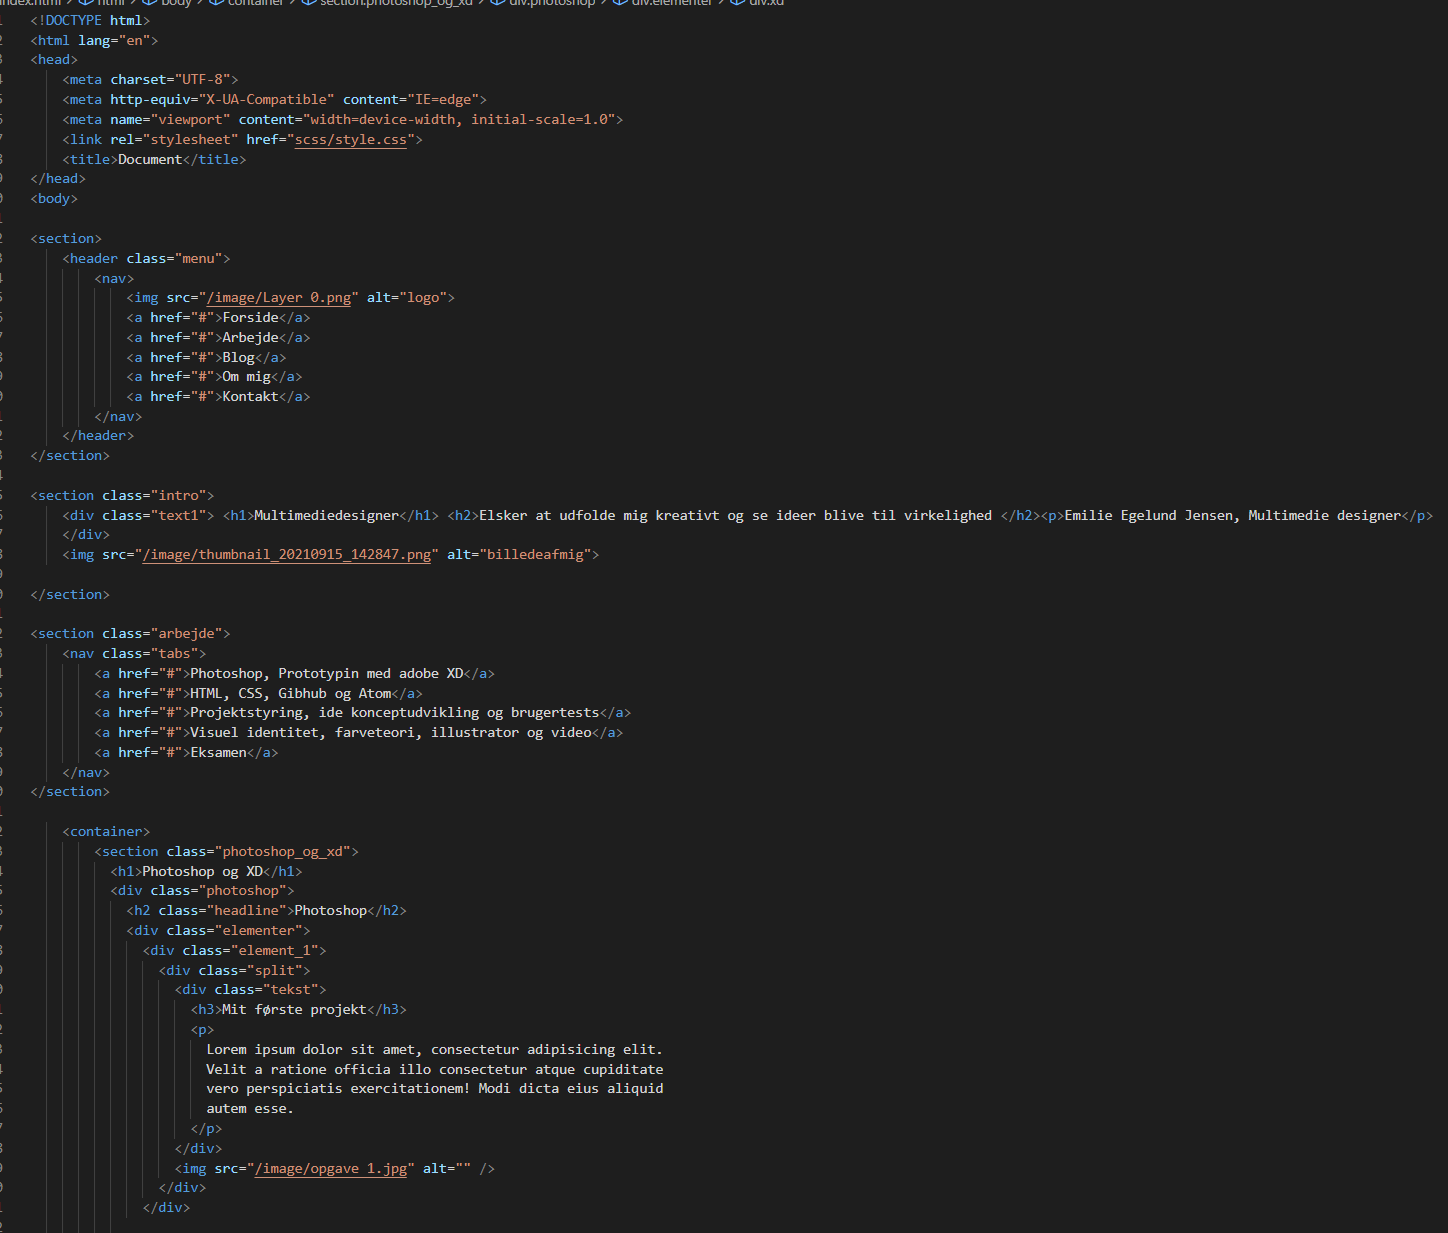 index.html > html > body > container > section.photoshop_og_xd > div.photoshop > div.elementer > div.xd
<!DOCTYPE html>
<html lang="en">
<head>
<meta charset="UTF-8">
<meta http-equiv="X-UA-Compatible" content="IE=edge">
<meta name="viewport" content="width=device-width, initial-scale=1.0">
<link rel="stylesheet" href="scss/style.css">
<title>Document</title>
</head>
<body>
<section>
<header class="menu">
<nav>
<img src="/image/Layer 0.png" alt="logo">
<a href="#">Forside</a>
<a href="#">Arbejde</a>
<a href="#">Blog</a>
<a href="#">Om mig</a>
<a href="#">Kontakt</a>
</nav>
</header>
</section>
<section class="intro">
<div class="text1"> <h1>Multimediedesigner</h1> <h2>Elsker at udfolde mig kreativt og se ideer blive til virkelighed </h2><p>Emilie Egelund Jensen, Multimedie designer</p>
</div>
<img src="/image/thumbnail_20210915_142847.png" alt="billedeafmig">
</section>
<section class="arbejde">
<nav class="tabs">
<a href="#">Photoshop, Prototypin med adobe XD</a>
<a href="#">HTML, CSS, Gibhub og Atom</a>
<a href="#">Projektstyring, ide konceptudvikling og brugertests</a>
<a href="#">Visuel identitet, farveteori, illustrator og video</a>
<a href="#">Eksamen</a>
</nav>
</section>
<container>
<section class="photoshop_og_xd">
<h1>Photoshop og XD</h1>
<div class="photoshop">
<h2 class="headline">Photoshop</h2>
<div class="elementer">
<div class="element_1">
<div class="split">
<div class="tekst">
<h3>Mit første projekt</h3>
<p>
Lorem ipsum dolor sit amet, consectetur adipisicing elit.
Velit a ratione officia illo consectetur atque cupiditate
vero perspiciatis exercitationem! Modi dicta eius aliquid
autem esse.
</p>
</div>
<img src="/image/opgave 1.jpg" alt="" />
</div>
</div>